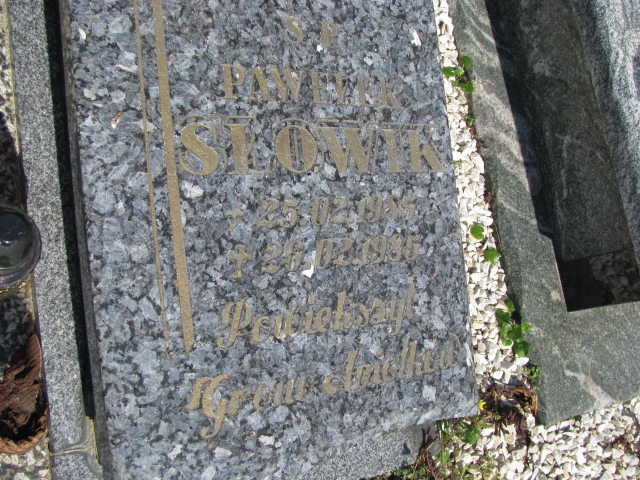 Ś. P.
PAWEŁEK
SŁOWIK
* 25.02.1985
† 26.02.1985
Powiększył
Grono Aniołków